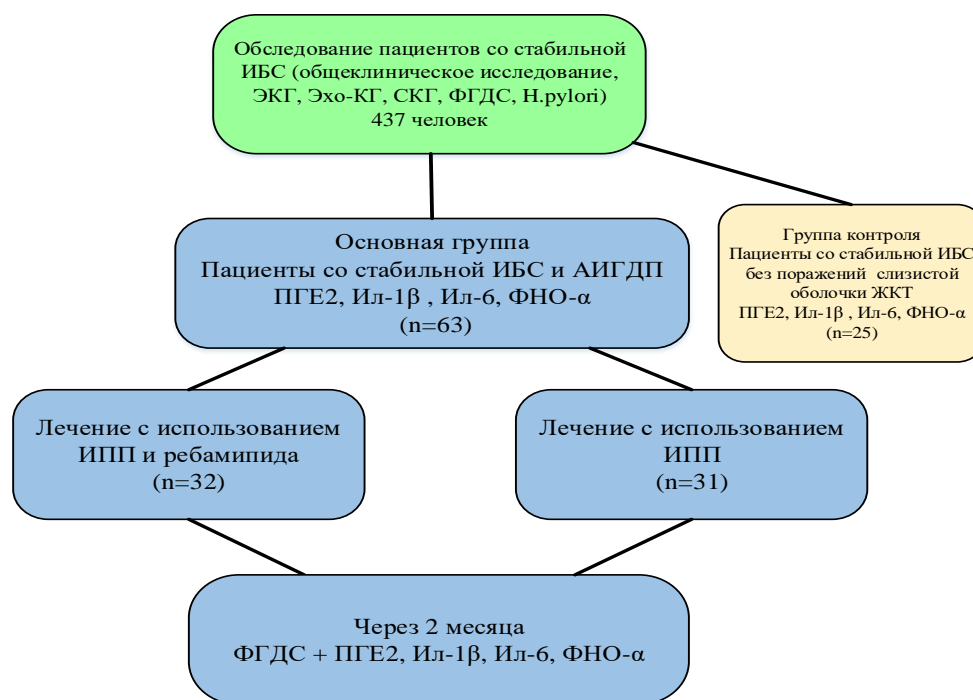 Обследование пациентов со стабильной
ИБС (общеклиническое исследование,
ЭКГ, Эхо-КГ, СКГ, ФГДС, H.pylori)
437 человек
Основная группа
Пациенты со стабильной ИБС и АИГДП
ПГЕ2, Ил-1β , Ил-6, ФНО-α
(n=63)
Группа контроля
Пациенты со стабильной ИБС
без поражений слизистой
оболочки ЖКТ
ПГЕ2, Ил-1β , Ил-6, ФНО-α
(n=25)
Лечение с использованием
ИПП и ребамипида
(n=32)
Лечение с использованием
ИПП
(n=31)
Через 2 месяца
ФГДС + ПГЕ2, Ил-1β, Ил-6, ФНО-α